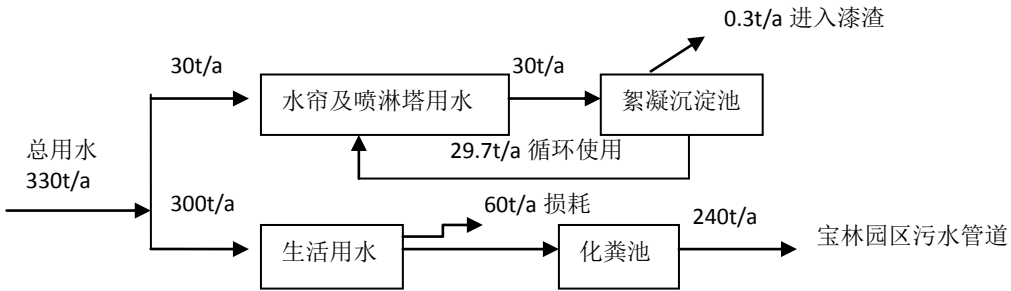 0.3t/a 进入漆渣
30t/a
30t/a
水帘及喷淋塔用水
絮凝沉淀池
29.7t/a 循环使用
总用水
330t/a
300t/a
60t/a 损耗
240t/a
生活用水
化粪池
宝林园区污水管道